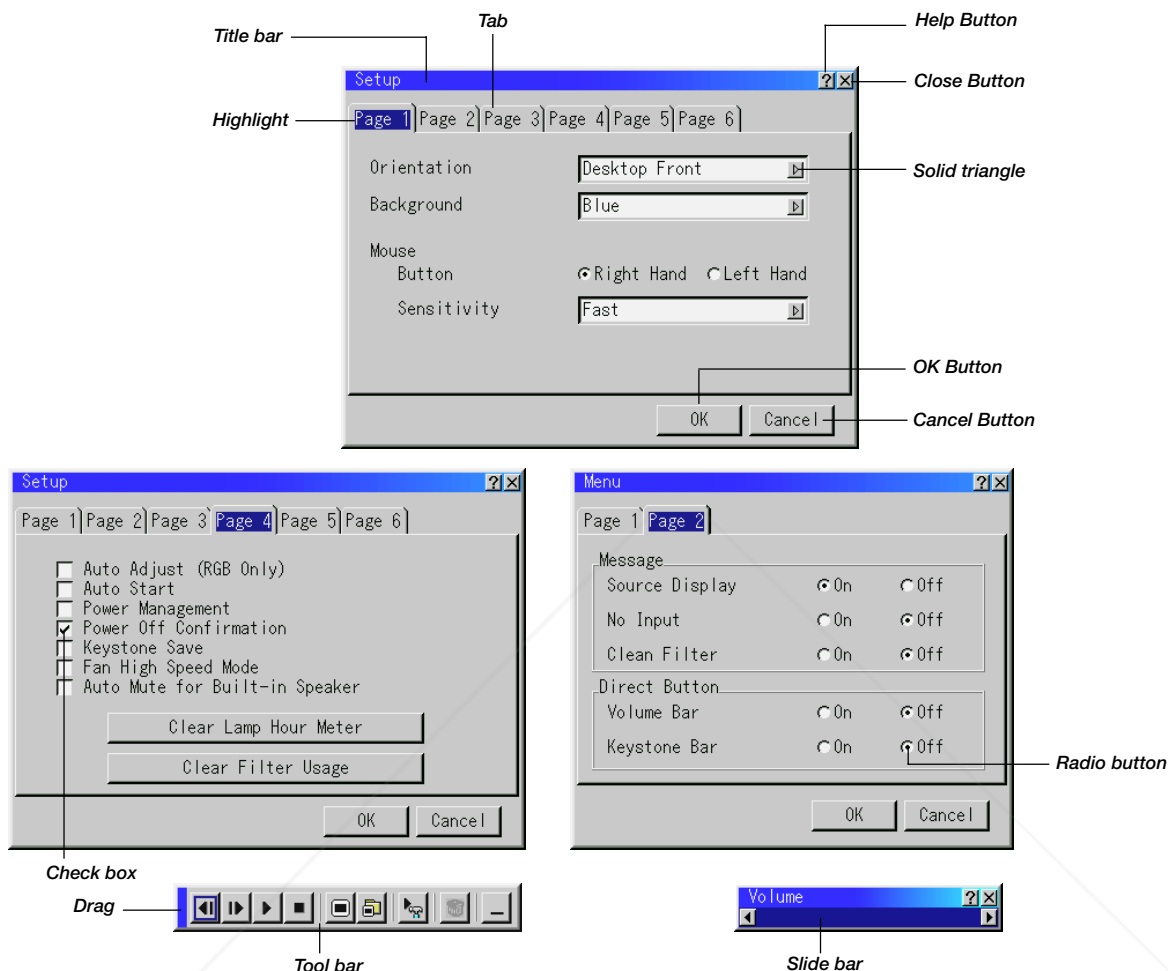 Tab
Help Button
Title bar
Setup
? ×
Close Button
Highlight
Page 1 Page 2 Page 3 Page 4 Page 5 Page 6
Orientation Desktop Front
Solid triangle
Background Blue
Mouse
Button Right Hand Left Hand
Sensitivity Fast
OK Button
OK Cancel
Cancel Button
Setup
? ×
Page 1 Page 2 Page 3 Page 4 Page 5 Page 6
Auto Adjust (RGB Only)
Auto Start
Power Management
Power Off Confirmation
Keystone Save
Fan High Speed Mode
Auto Mute for Built-in Speaker
Clear Lamp Hour Meter
Clear Filter Usage
OK Cancel
Check box
Menu
? ×
Page 1 Page 2
Message
Source Display On Off
No Input On Off
Clean Filter On Off
Direct Button
Volume Bar On Off
Keystone Bar On Off
Radio button
OK Cancel
Drag
Tool bar
Volume
? ×
Slide bar